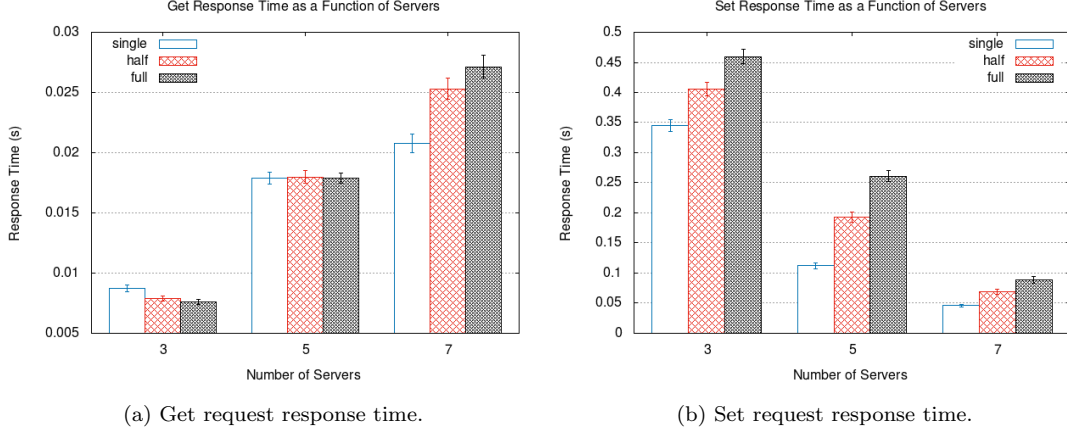 Get Response Time as a Function of Servers
0.03
0.025
0.02
0.015
0.01
0.005
Response Time (s)
single
half
full
3 5 7
Number of Servers
(a) Get request response time.
Set Response Time as a Function of Servers
0.5
0.45
0.4
0.35
0.3
0.25
0.2
0.15
0.1
0.05
0
Response Time (s)
single
half
full
3 5 7
Number of Servers
(b) Set request response time.